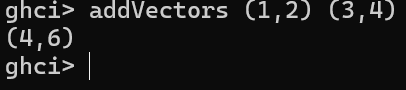 ghci> addVectors (1,2) (3,4)
(4,6)
ghci>